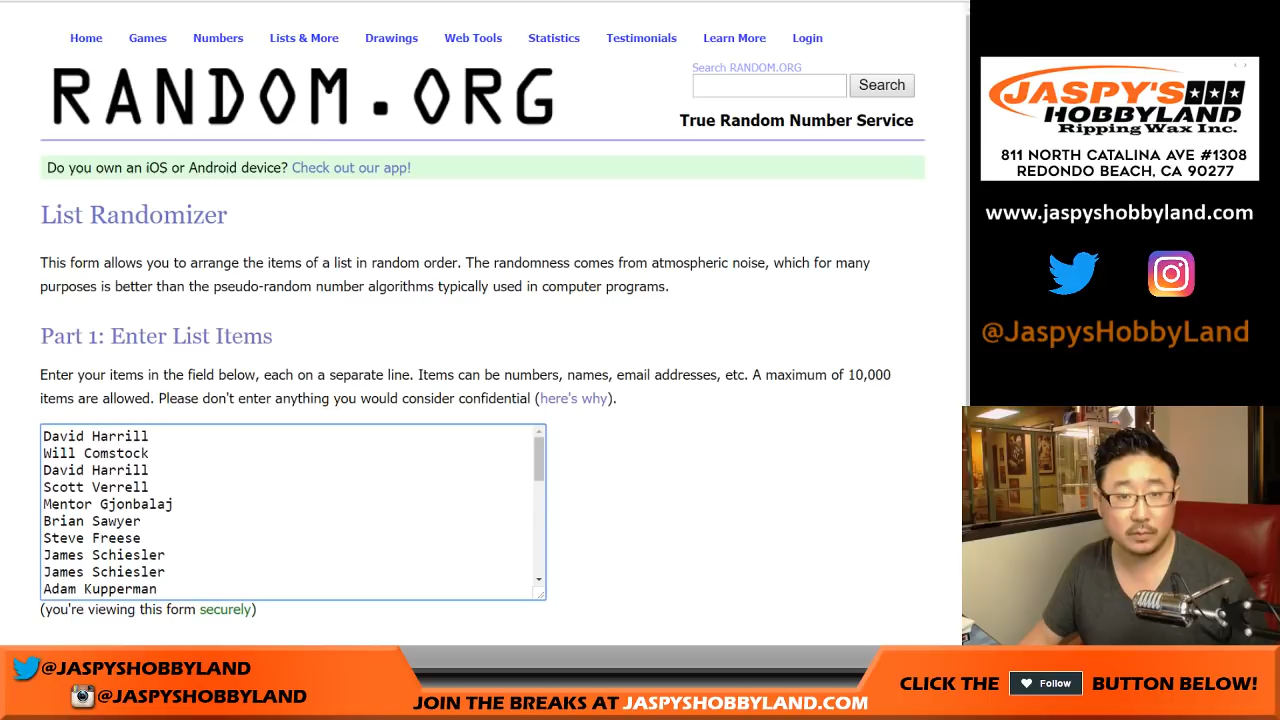 Home Games Numbers Lists & More Drawings Web Tools Statistics Testimonials Learn More Login
RANDOM.ORG
Search RANDOM.ORG
Search
True Random Number Service
Do you own an iOS or Android device? Check out our app!
List Randomizer
This form allows you to arrange the items of a list in random order. The randomness comes from atmospheric noise, which for many
purposes is better than the pseudo-random number algorithms typically used in computer programs.
Part 1: Enter List Items
Enter your items in the field below, each on a separate line. Items can be numbers, names, email addresses, etc. A maximum of 10,000
items are allowed. Please don't enter anything you would consider confidential (here's why).
David Harrill
Will Comstock
David Harrill
Scott Verrell
Mentor Gjonbalaj
Brian Sawyer
Steve Freese
James Schiesler
James Schiesler
Adam Kupperman
(you're viewing this form securely)
JASPY'S
HOBBYLAND
Ripping Wax Inc.
811 NORTH CATALINA AVE #1308
REDONDO BEACH, CA 90277
www.jaspyshobbyland.com
@JaspysHobbyLand
@JASPYSHOBBYLAND
@JASPYSHOBBYLAND
JOIN THE BREAKS AT JASPYSHOBBYLAND.COM
CLICK THE Follow BUTTON BELOW!